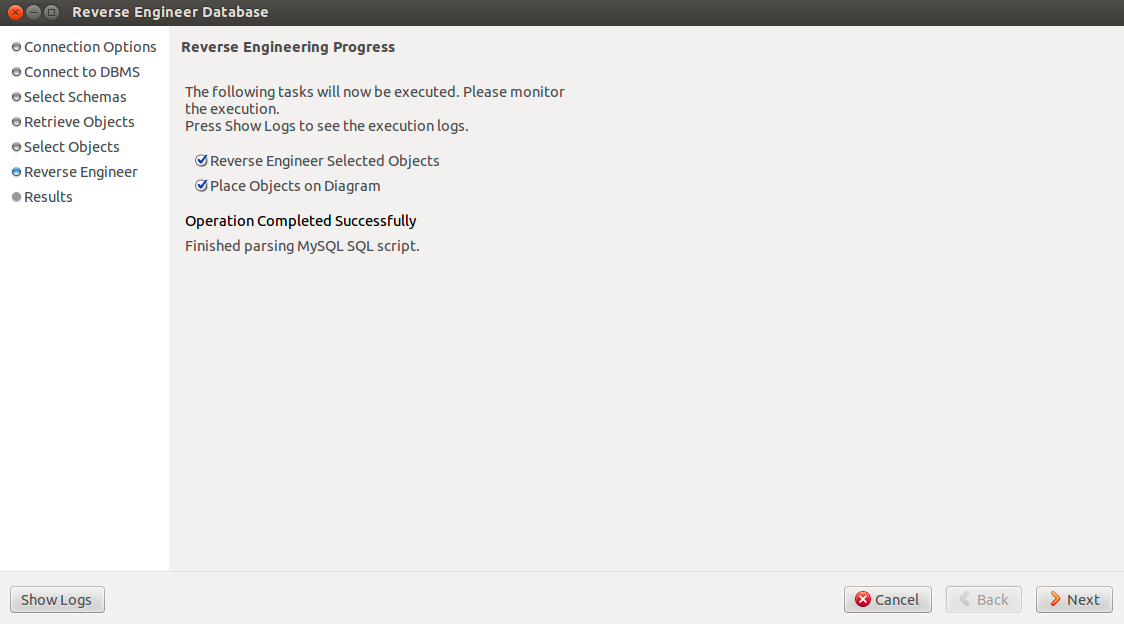 Reverse Engineer Database
Connection Options
Connect to DBMS
Select Schemas
Retrieve Objects
Select Objects
Reverse Engineer
Results
Reverse Engineering Progress
The following tasks will now be executed. Please monitor
the execution.
Press Show Logs to see the execution logs.
Reverse Engineer Selected Objects
Place Objects on Diagram
Operation Completed Successfully
Finished parsing MySQL SQL script.
Show Logs
Cancel
Back
Next